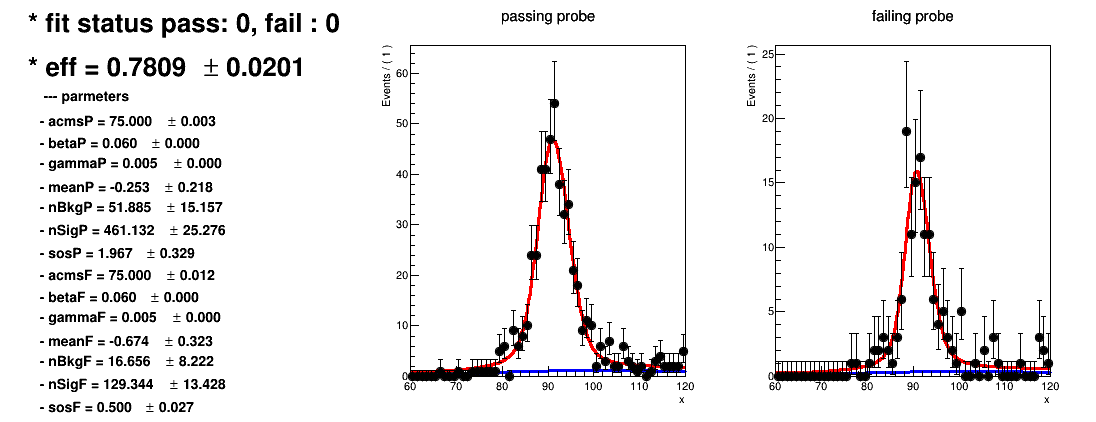 * fit status pass: 0, fail : 0
* eff = 0.7809 ± 0.0201
--- parmeters
- acmsP = 75.000 ± 0.003
- betaP = 0.060 ± 0.000
- gammaP = 0.005 ± 0.000
- meanP = -0.253 ± 0.218
- nBkgP = 51.885 ± 15.157
- nSigP = 461.132 ± 25.276
- sosP = 1.967 ± 0.329
- acmsF = 75.000 ± 0.012
- betaF = 0.060 ± 0.000
- gammaF = 0.005 ± 0.000
- meanF = -0.674 ± 0.323
- nBkgF = 16.656 ± 8.222
- nSigF = 129.344 ± 13.428
- sosF = 0.500 ± 0.027
passing probe
Events / ( 1 )
60
50
40
30
20
10
0
60 70 80 90 100 110 120
x
failing probe
Events / ( 1 )
25
20
15
10
5
0
60 70 80 90 100 110 120
x